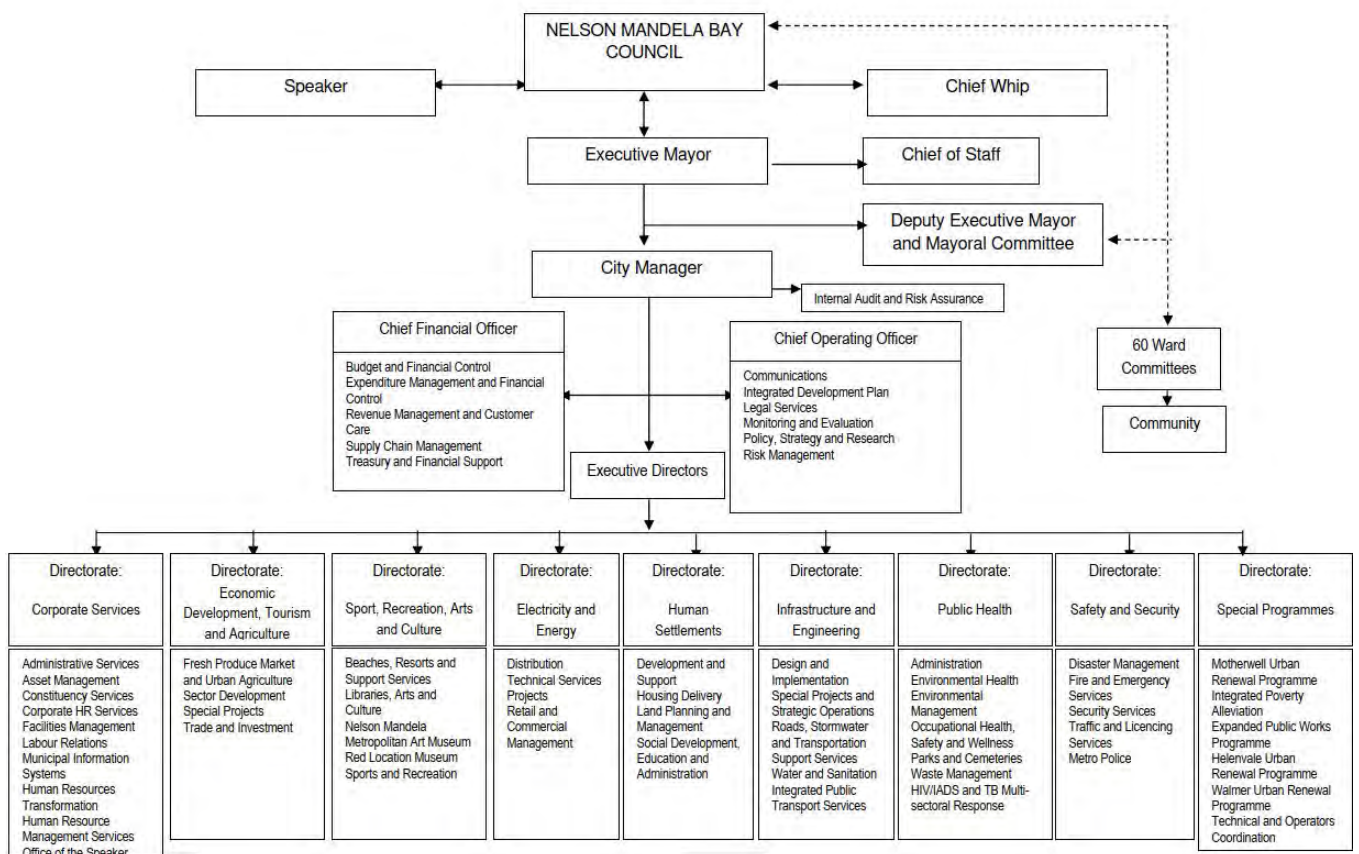 NELSON MANDELA BAY
COUNCIL
Speaker
Chief Whip
Executive Mayor
Chief of Staff
Deputy Executive Mayor
and Mayoral Committee
City Manager
Internal Audit and Risk Assurance
Chief Financial Officer
Budget and Financial Control
Expenditure Management and Financial
Control
Revenue Management and Customer
Care
Supply Chain Management
Treasury and Financial Support
Chief Operating Officer
Communications
Integrated Development Plan
Legal Services
Monitoring and Evaluation
Policy, Strategy and Research
Risk Management
60 Ward
Committees
Community
Executive Directors
Directorate:
Corporate Services
Administrative Services
Asset Management
Constituency Services
Corporate HR Services
Facilities Management
Labour Relations
Municipal Information
Systems
Human Resources
Transformation
Human Resource
Management Services
Office of the Speaker
Directorate:
Economic
Development, Tourism
and Agriculture
Fresh Produce Market
and Urban Agriculture
Sector Development
Special Projects
Trade and Investment
Directorate:
Sport, Recreation, Arts
and Culture
Beaches, Resorts and
Support Services
Libraries, Arts and
Culture
Nelson Mandela
Metropolitan Art Museum
Red Location Museum
Sports and Recreation
Directorate:
Electricity and
Energy
Distribution
Technical Services
Projects
Retail and
Commercial
Management
Directorate:
Human
Settlements
Development and
Support
Housing Delivery
Land Planning and
Management
Social Development,
Education and
Administration
Directorate:
Infrastructure and
Engineering
Design and
Implementation
Special Projects and
Strategic Operations
Roads, Stormwater
and Transportation
Support Services
Water and Sanitation
Integrated Public
Transport Services
Directorate:
Public Health
Administration
Environmental Health
Environmental
Management
Occupational Health,
Safety and Wellness
Parks and Cemeteries
Waste Management
HIV/IADS and TB Multi-
sectoral Response
Directorate:
Safety and Security
Disaster Management
Fire and Emergency
Services
Security Services
Traffic and Licencing
Services
Metro Police
Directorate:
Special Programmes
Motherwell Urban
Renewal Programme
Integrated Poverty
Alleviation
Expanded Public Works
Programme
Helenvale Urban
Renewal Programme
Walmer Urban Renewal
Programme
Technical and Operators
Coordination